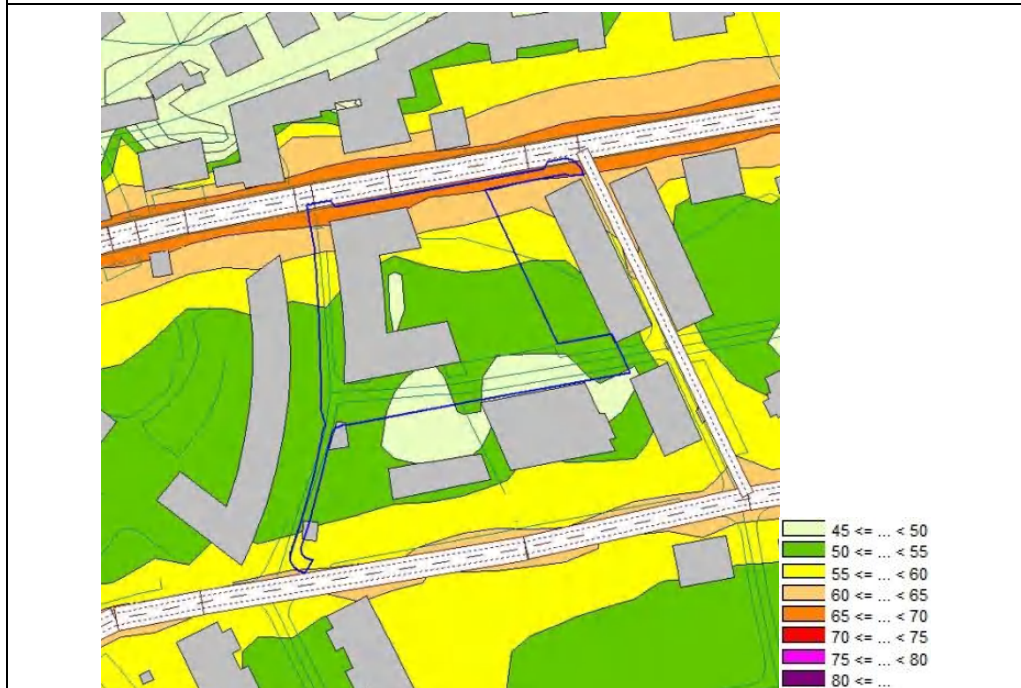 45 <= ... < 50
50 <= ... < 55
55 <= ... < 60
60 <= ... < 65
65 <= ... < 70
70 <= ... < 75
75 <= ... < 80
80 <= ...